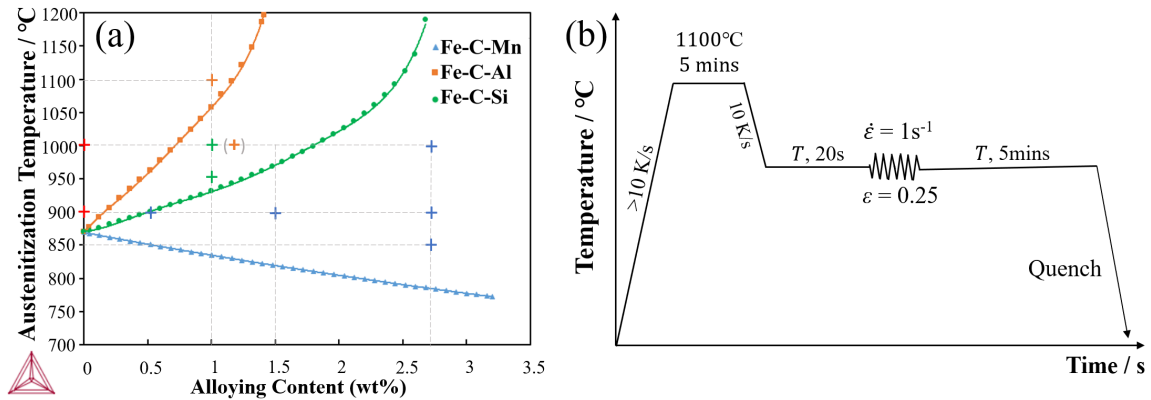 (a)
Austenitization Temperature / °C
1200
1150
1100
1050
1000
950
900
850
800
750
700
Fe-C-Mn
Fe-C-Al
Fe-C-Si
( )
0 0.5 1 1.5 2 2.5 3 3.5
Alloying Content (wt%)
(b)
Temperature / °C
1100℃
5 mins
>10 K/s
10 K/s
T, 20s
ε̇ = 1s⁻¹
ε = 0.25
T, 5mins
Quench
Time / s